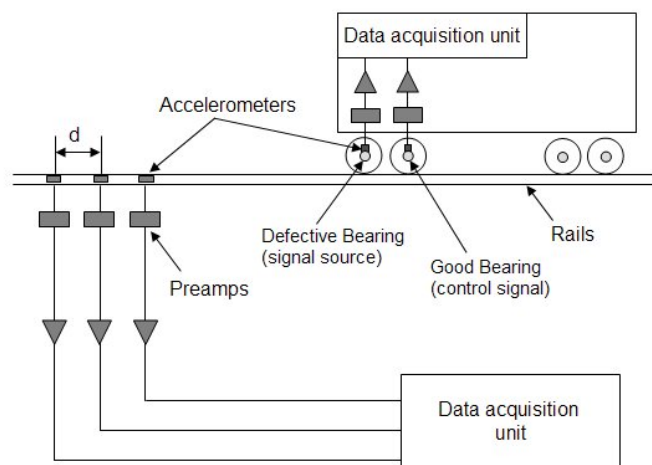 Data acquisition unit
Accelerometers
d
Defective Bearing
(signal source)
Good Bearing
(control signal)
Rails
Preamps
Data acquisition
unit